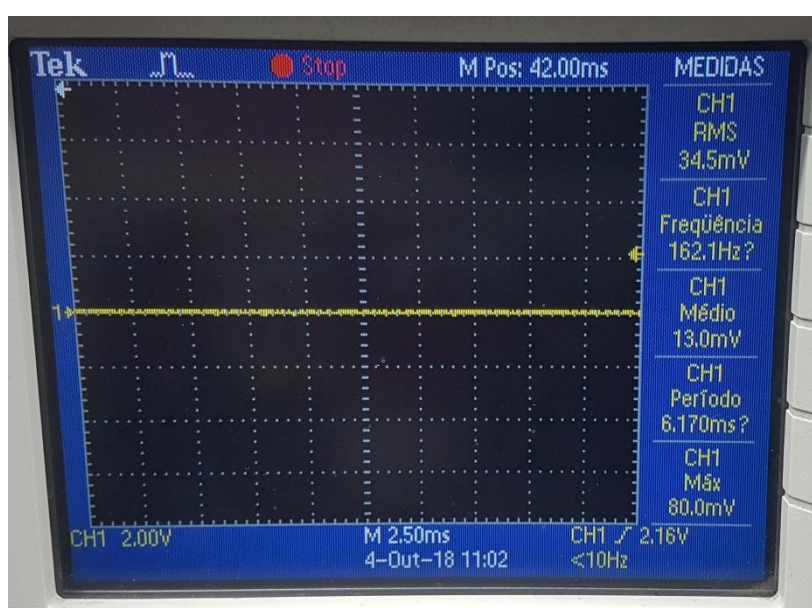 Tek Stop M Pos: 42.00ms MEDIDAS
CH1
RMS
34.5mV
CH1
Freqüência
162.1Hz?
CH1
Médio
13.0mV
CH1
Período
6.170ms?
CH1
Máx
80.0mV
1
CH1 2.00V M 2.50ms CH1 2.16V
4-Out-18 11:02 <10Hz